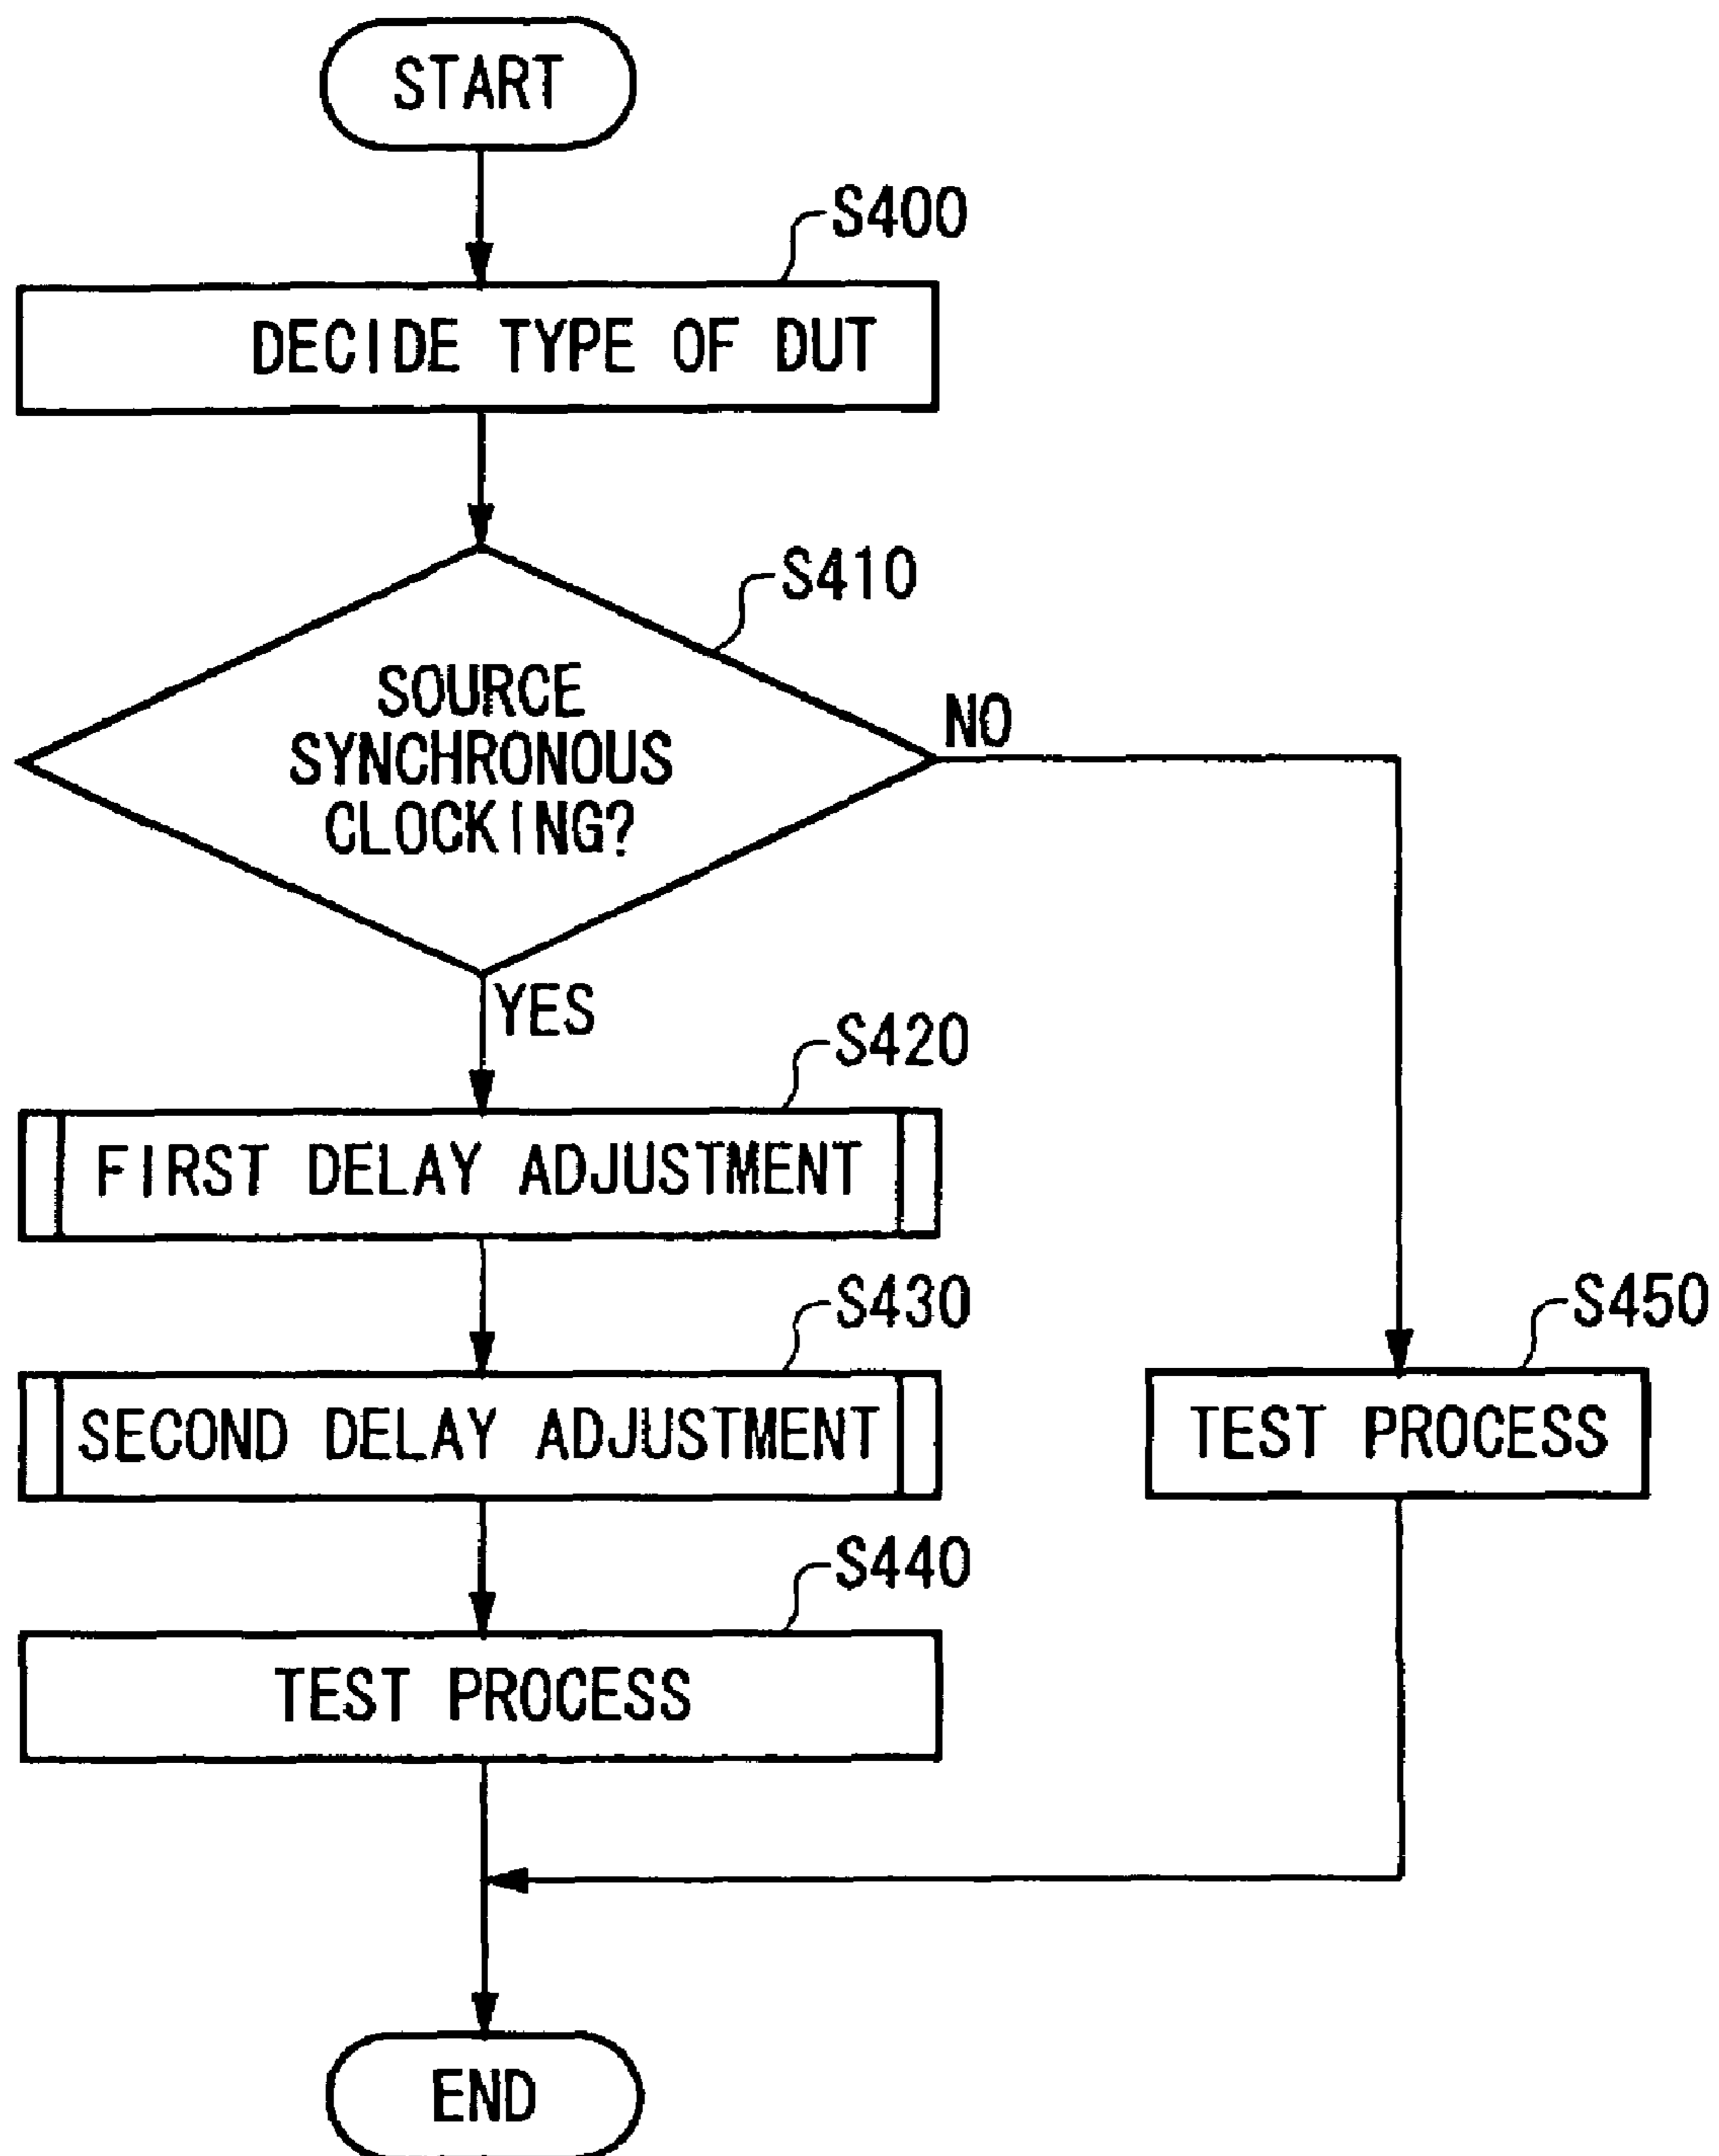 START
S400
DECIDE TYPE OF DUT
S410
SOURCE
SYNCHRONOUS
CLOCKING?
NO
YES
S420
FIRST DELAY ADJUSTMENT
S430
SECOND DELAY ADJUSTMENT
S450
TEST PROCESS
S440
TEST PROCESS
END